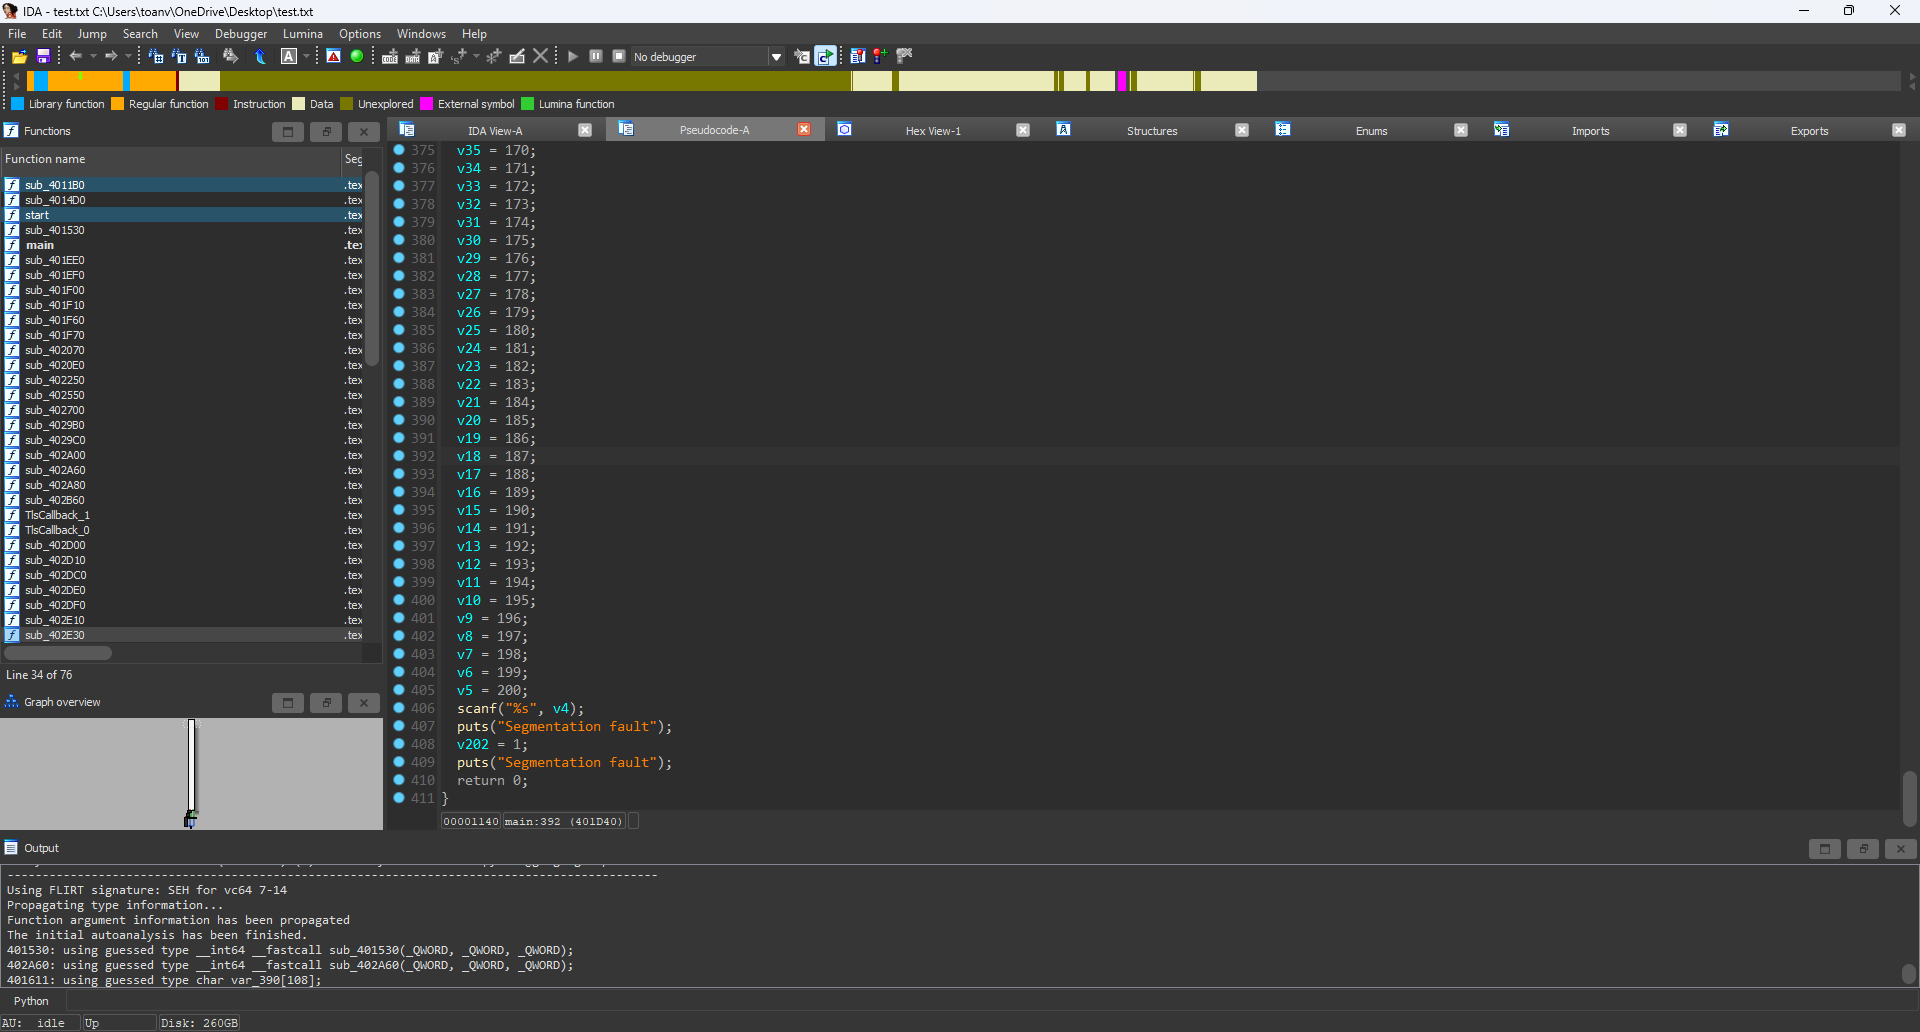 IDA - test.txt C:\Users\toanv\OneDrive\Desktop\test.txt
File Edit Jump Search View Debugger Lumina Options Windows Help
No debugger
Library function Regular function Instruction Data Unexplored External symbol Lumina function
Functions
IDA View-A Pseudocode-A Hex View-1 Structures Enums Imports Exports
Function name Seg
sub_4011B0 .tex
sub_4014D0 .tex
start .tex
sub_401530 .tex
main .tex
sub_401EE0 .tex
sub_401EF0 .tex
sub_401F00 .tex
sub_401F10 .tex
sub_401F60 .tex
sub_401F70 .tex
sub_402070 .tex
sub_4020E0 .tex
sub_402250 .tex
sub_402550 .tex
sub_402700 .tex
sub_4029B0 .tex
sub_4029C0 .tex
sub_402A00 .tex
sub_402A60 .tex
sub_402A80 .tex
sub_402B60 .tex
TlsCallback_1 .tex
TlsCallback_0 .tex
sub_402D00 .tex
sub_402D10 .tex
sub_402DC0 .tex
sub_402DE0 .tex
sub_402DF0 .tex
sub_402E10 .tex
sub_402E30 .tex
Line 34 of 76
Graph overview
375 v35 = 170;
376 v34 = 171;
377 v33 = 172;
378 v32 = 173;
379 v31 = 174;
380 v30 = 175;
381 v29 = 176;
382 v28 = 177;
383 v27 = 178;
384 v26 = 179;
385 v25 = 180;
386 v24 = 181;
387 v23 = 182;
388 v22 = 183;
389 v21 = 184;
390 v20 = 185;
391 v19 = 186;
392 v18 = 187;
393 v17 = 188;
394 v16 = 189;
395 v15 = 190;
396 v14 = 191;
397 v13 = 192;
398 v12 = 193;
399 v11 = 194;
400 v10 = 195;
401 v9 = 196;
402 v8 = 197;
403 v7 = 198;
404 v6 = 199;
405 v5 = 200;
406 scanf("%s", v4);
407 puts("Segmentation fault");
408 v202 = 1;
409 puts("Segmentation fault");
410 return 0;
411 }
00001140 main:392 (401D40)
Output
Using FLIRT signature: SEH for vc64 7-14
Propagating type information...
Function argument information has been propagated
The initial autoanalysis has been finished.
401530: using guessed type __int64 __fastcall sub_401530(_QWORD, _QWORD, _QWORD);
402A60: using guessed type __int64 __fastcall sub_402A60(_QWORD, _QWORD, _QWORD);
401611: using guessed type char var_390[108];
Python
AU: idle Up Disk: 260GB